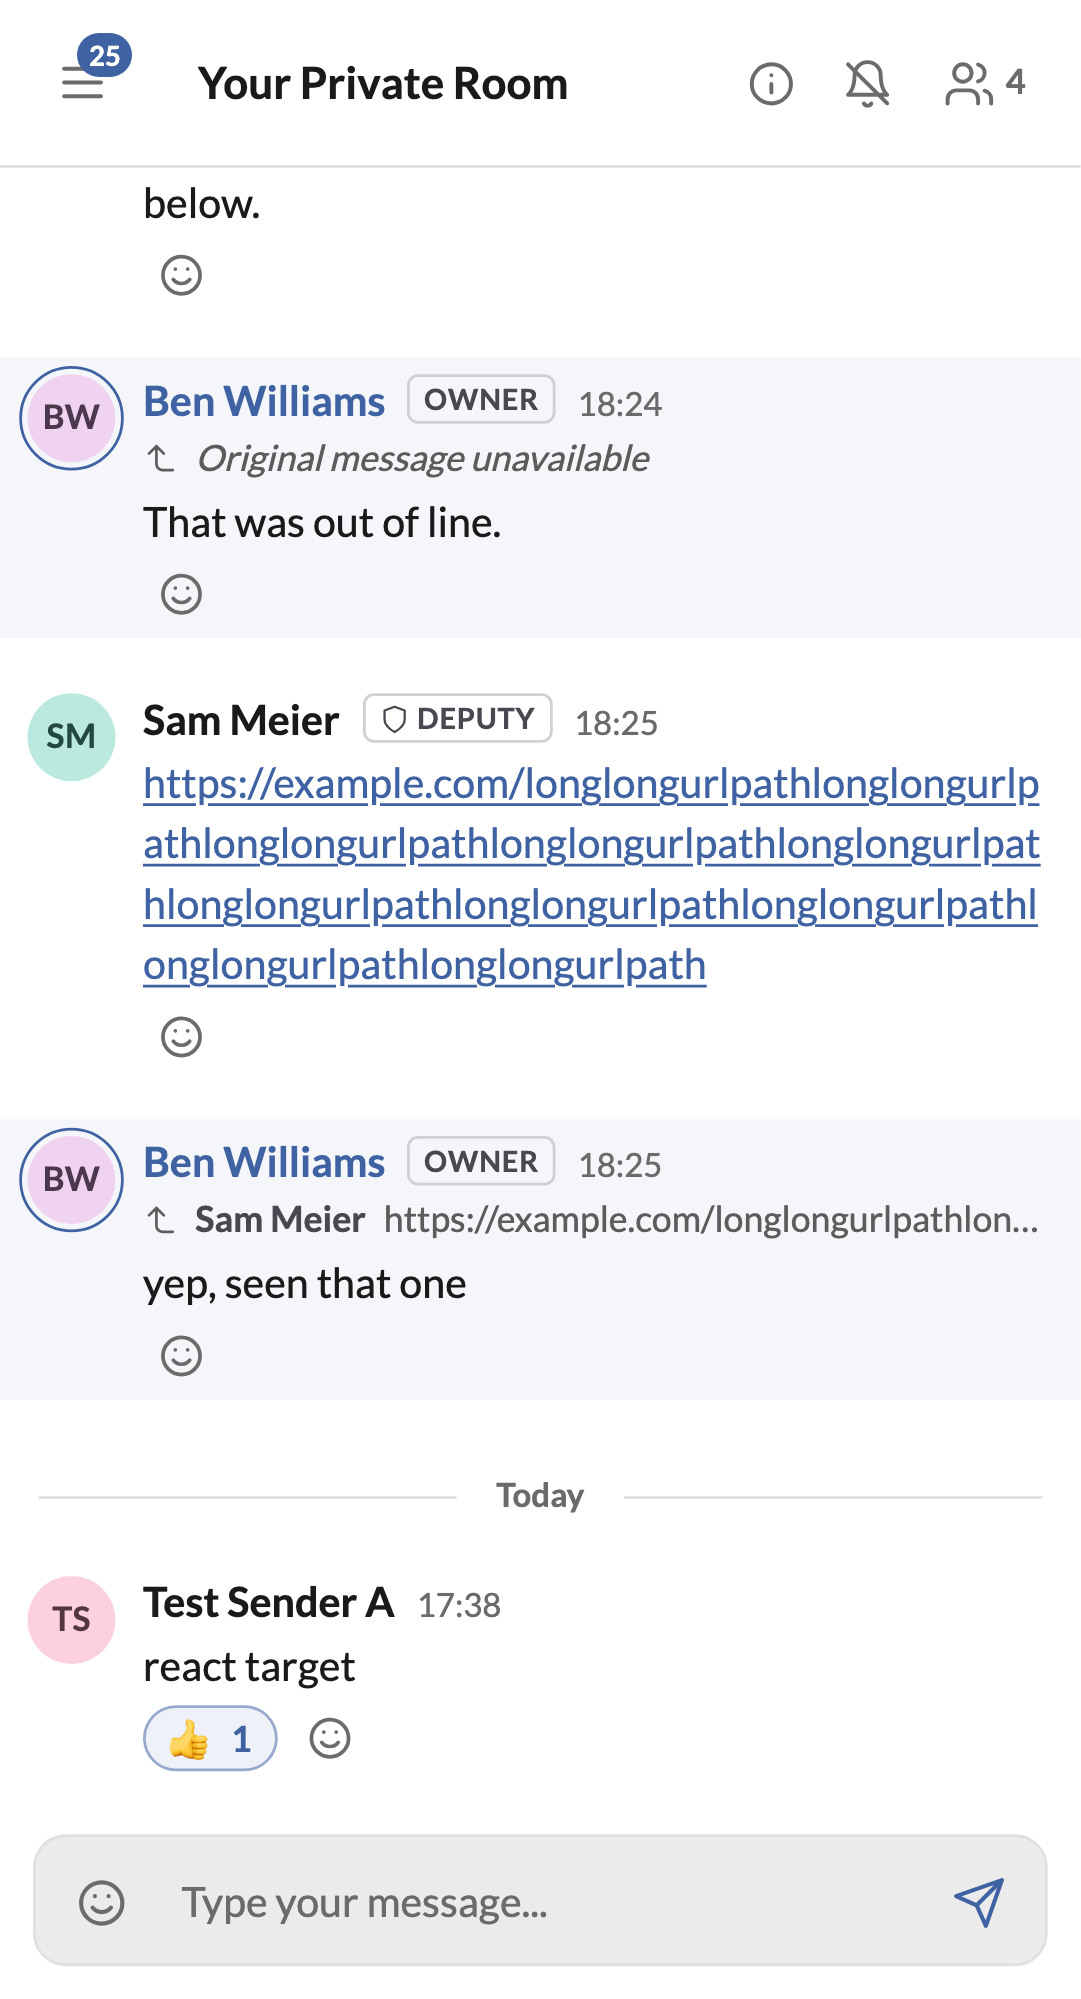 25
Your Private Room
4
below.
BW
Ben Williams OWNER 18:24
Original message unavailable
That was out of line.
SM
Sam Meier DEPUTY 18:25
https://example.com/longlongurlpathlonglongurlp
athlonglongurlpathlonglongurlpathlonglongurlpat
hlonglongurlpathlonglongurlpathlonglongurlpathl
onglongurlpathlonglongurlpath
BW
Ben Williams OWNER 18:25
Sam Meier https://example.com/longlongurlpathlon...
yep, seen that one
Today
TS
Test Sender A 17:38
react target
👍 1
Type your message...